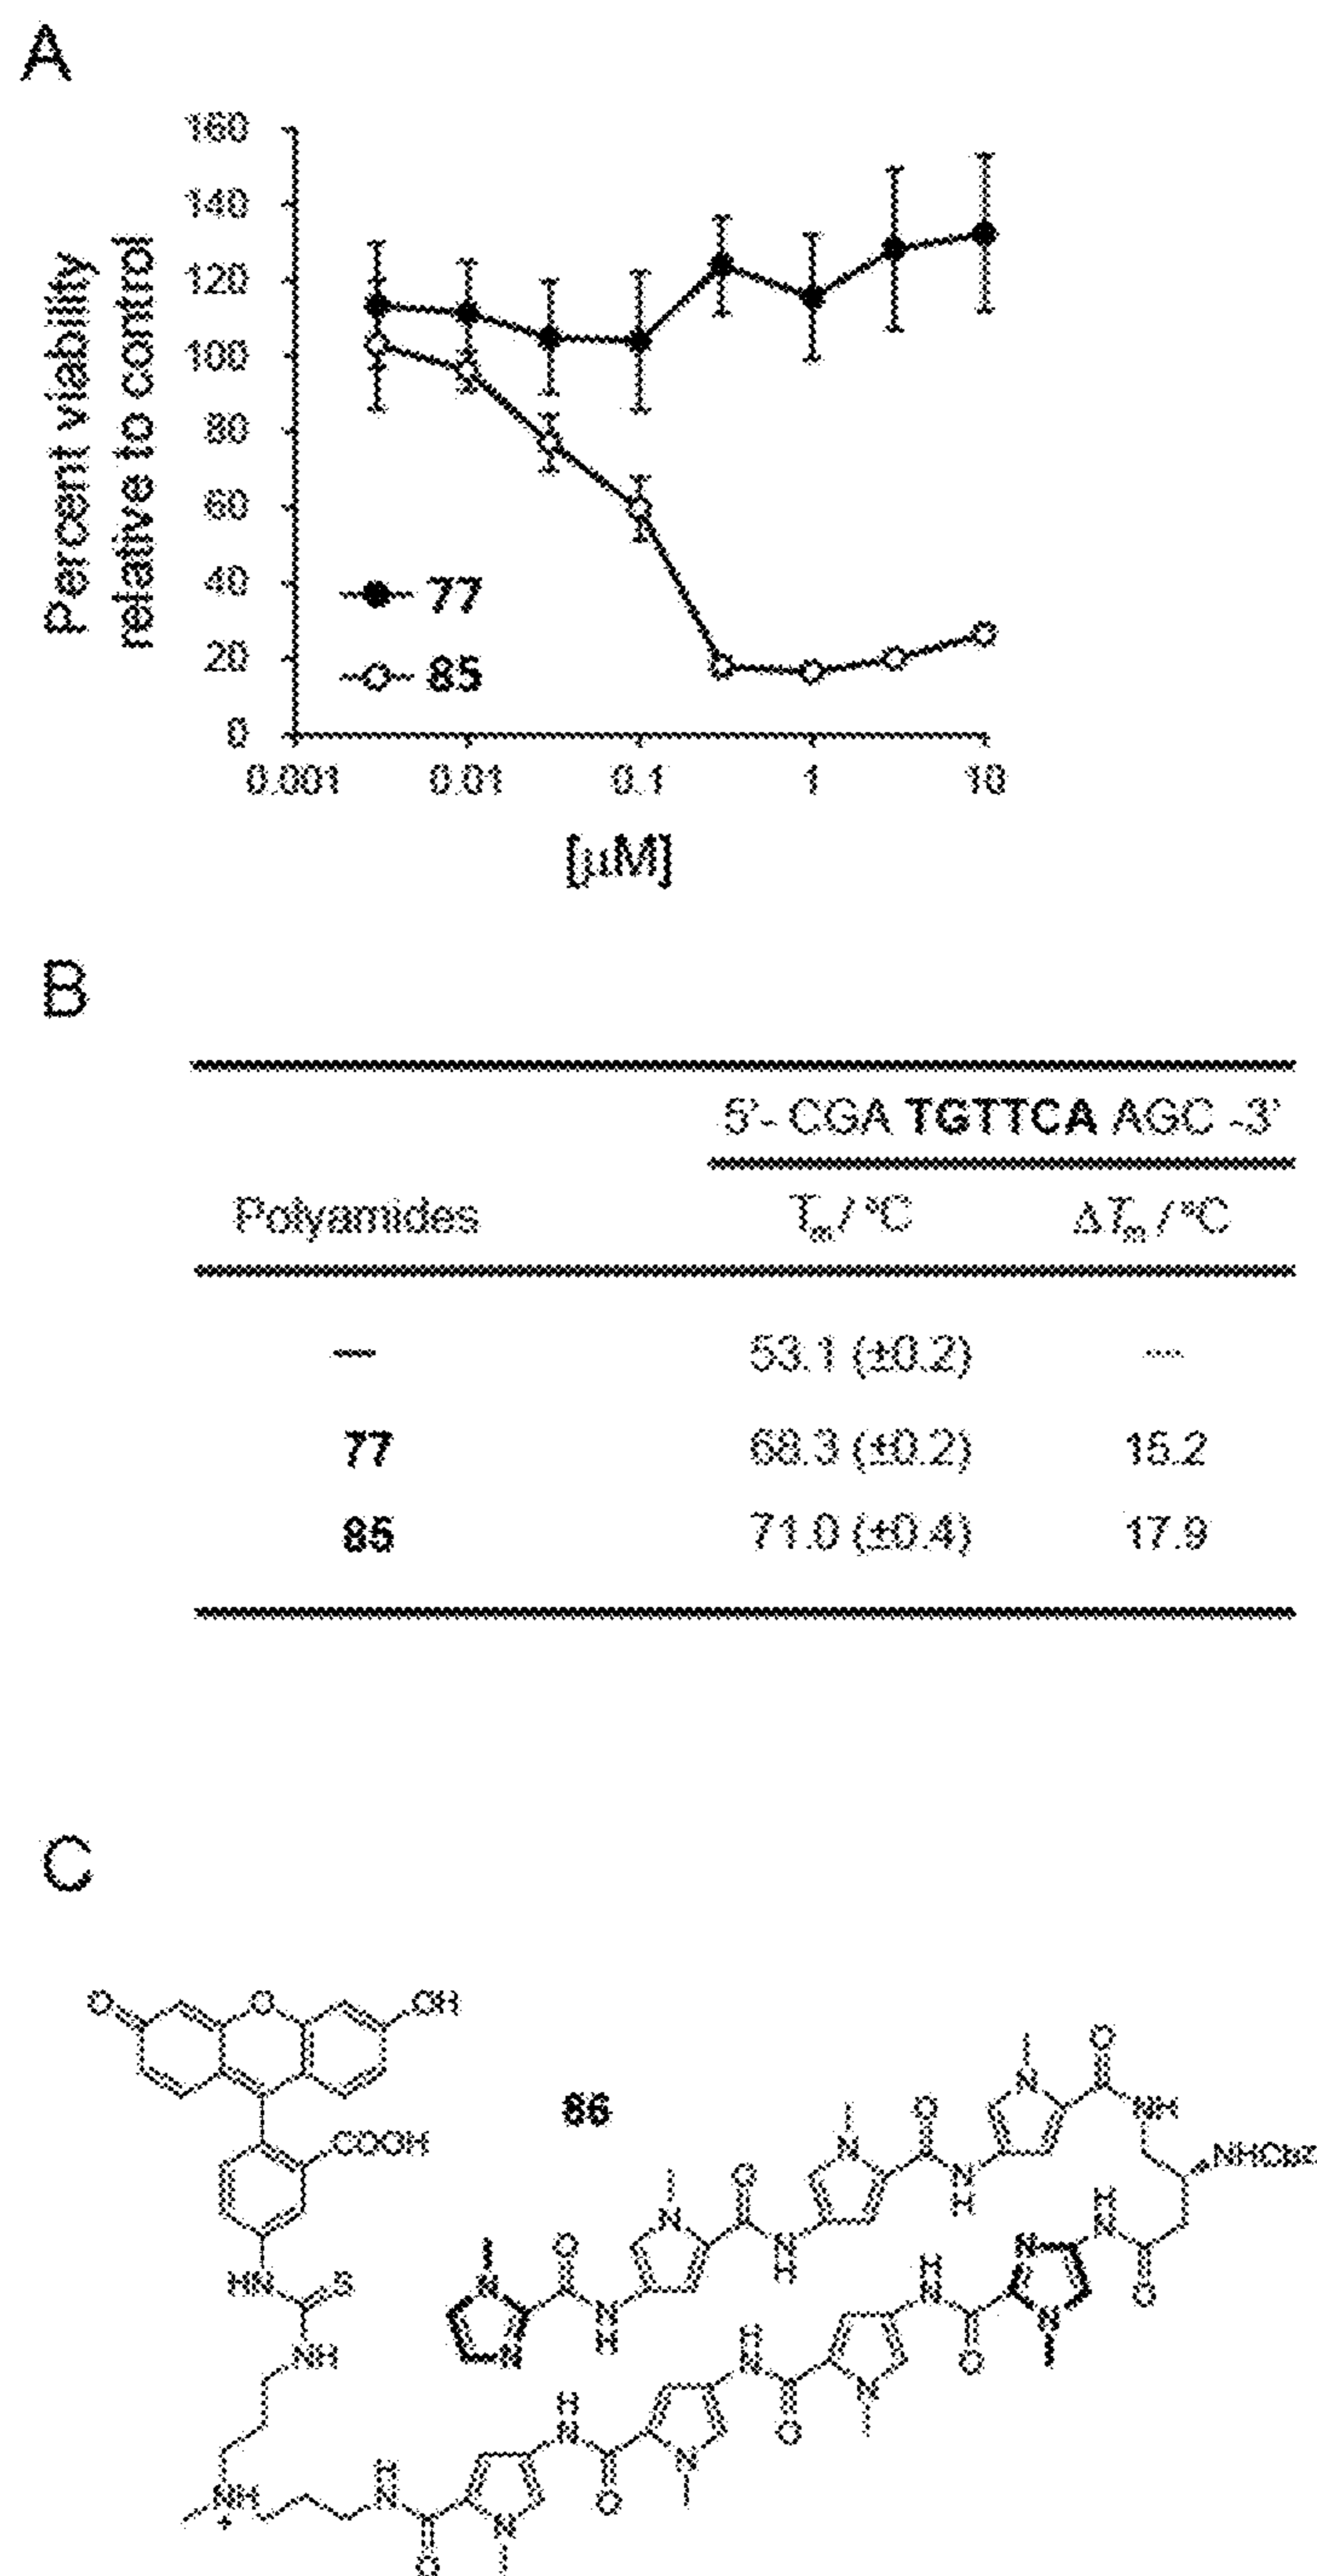 A
160
140
120
100
80
60
40
20
0
Percent viability
relative to control
77
85
0.001 0.01 0.1 1 10
[µM]
B
5'- CGA TGTTCA AGC -3'
Polyamides Tm / °C ΔTm / °C
— 53.1 (±0.2) —
77 68.3 (±0.2) 15.2
85 71.0 (±0.4) 17.9
C
O O OH
86
COOH
N O NH
NHCbz
N O N H
N O N H
N O N H
N
HN S
NH
H N O
N N
H N O
N
H N O
N
H N O
N
NH +
H N O
N